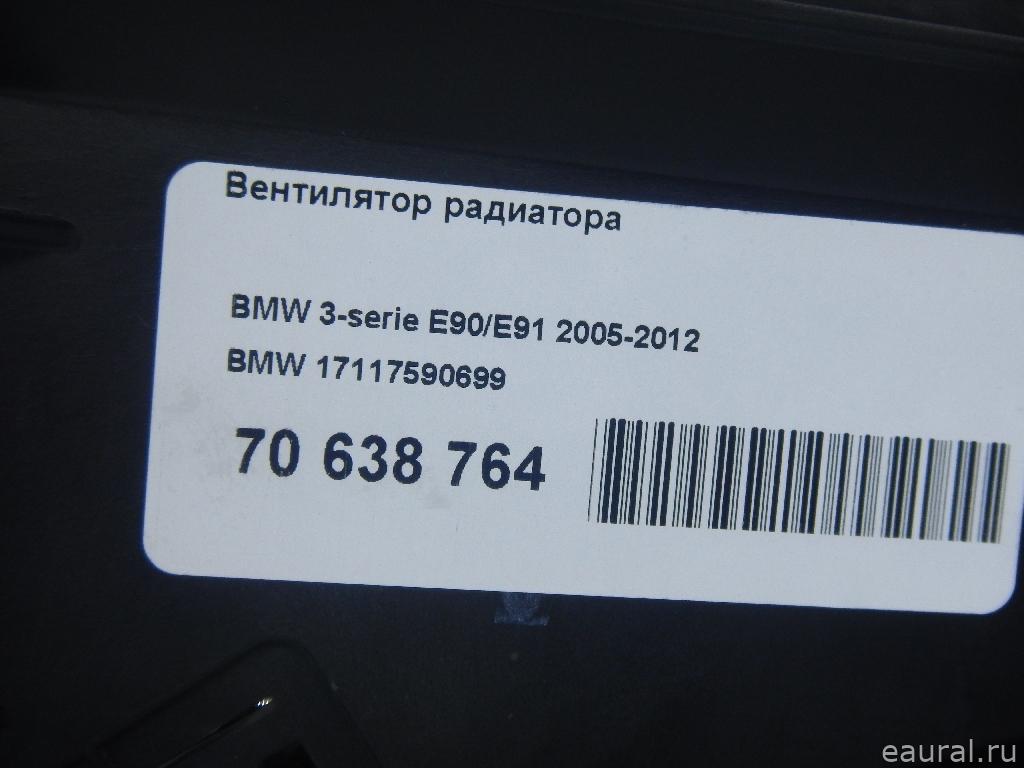 Вентилятор радиатора
BMW 3-serie E90/E91 2005-2012
BMW 17117590699
70 638 764
eaural.ru